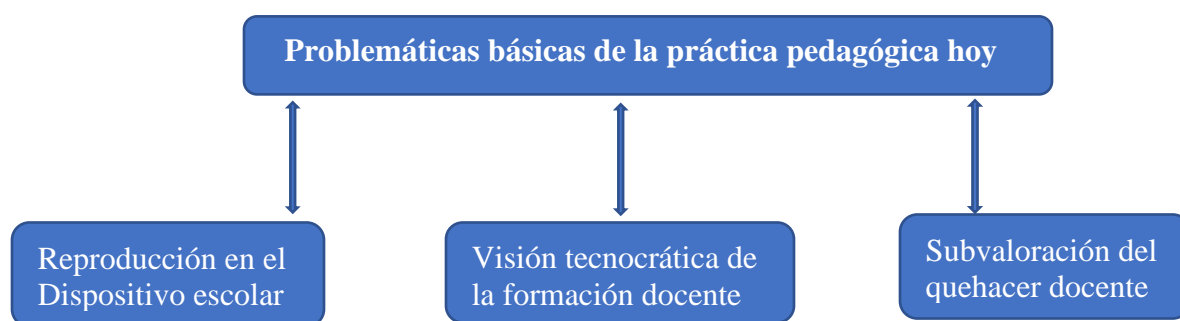 Problemáticas básicas de la práctica pedagógica hoy
Reproducción en el
Dispositivo escolar
Visión tecnocrática de
la formación docente
Subvaloración del
quehacer docente